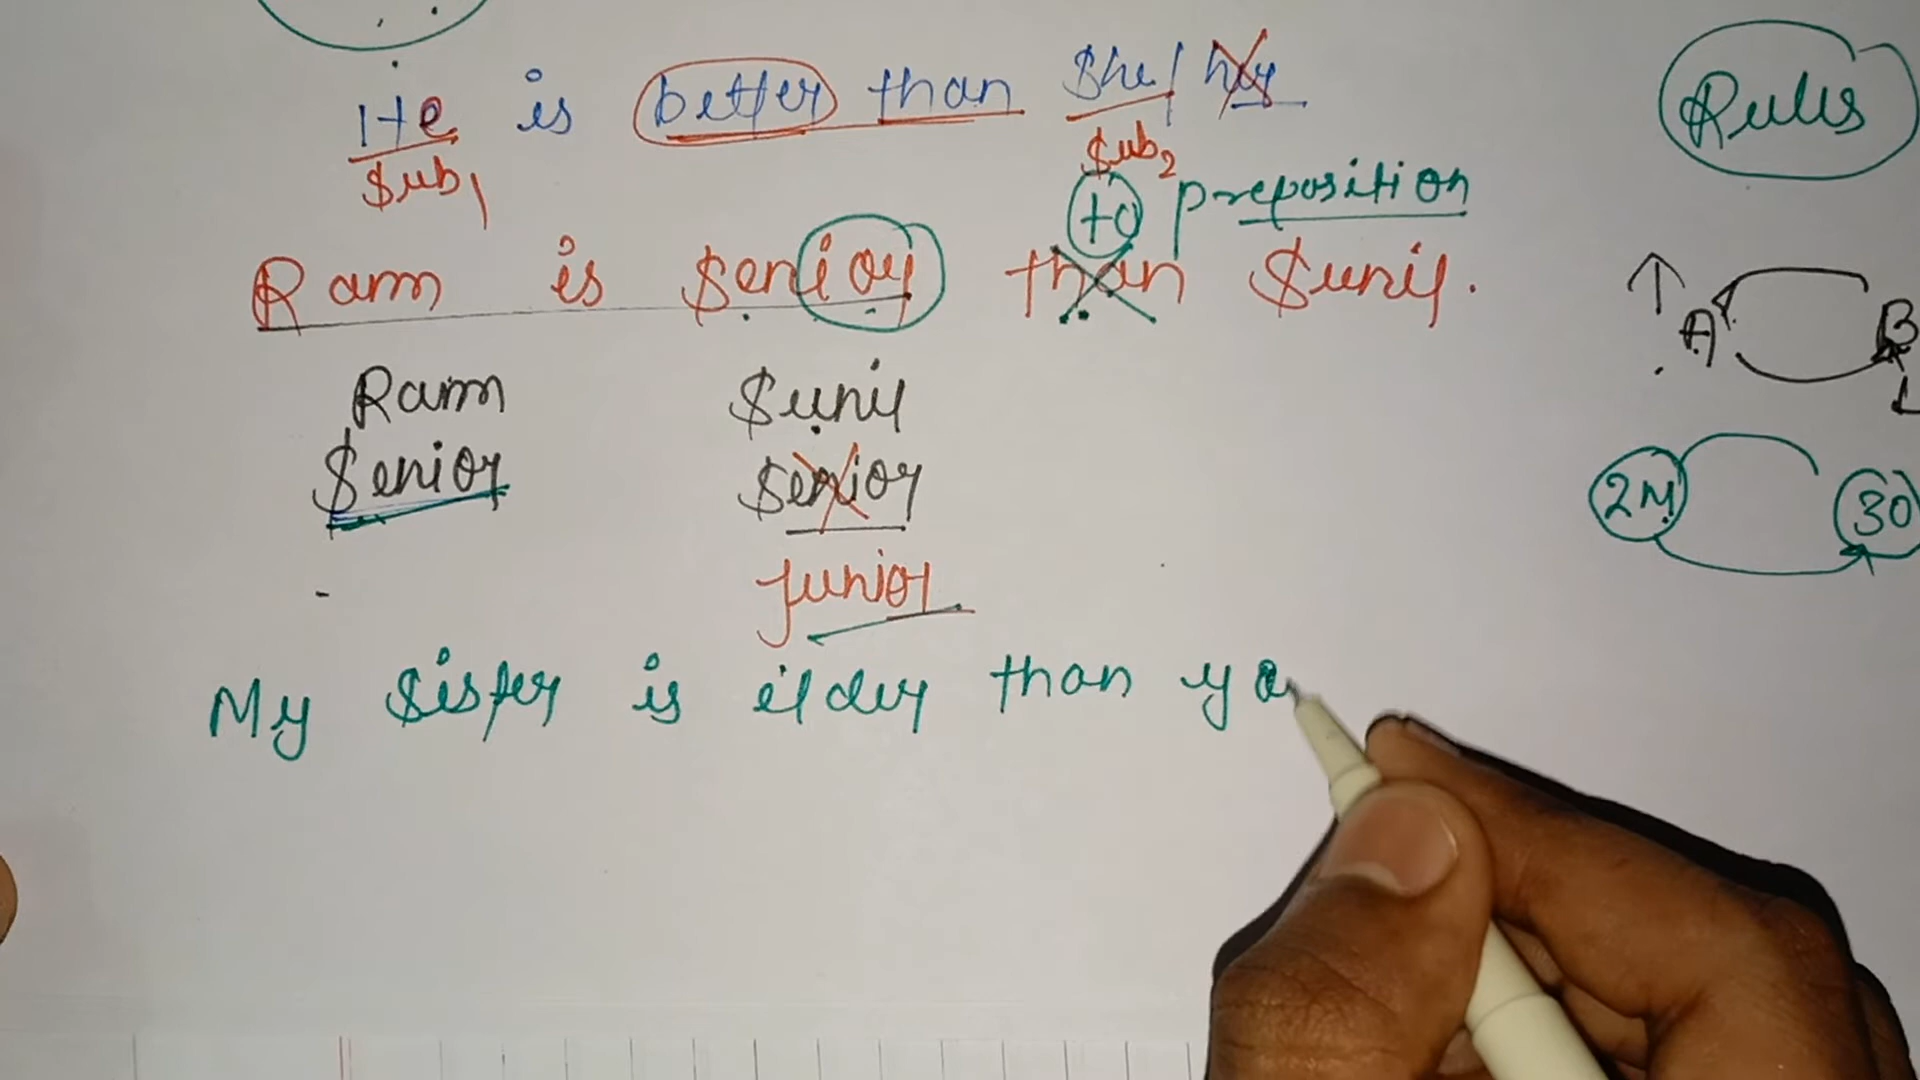 He is better than She / her
Sub1
Sub2
to preposition
Ram is Senior than Sunil.
Ram Sunil
Senior Senior
Junior
My Sister is elder than yo
Rules
A B
L
2M 30